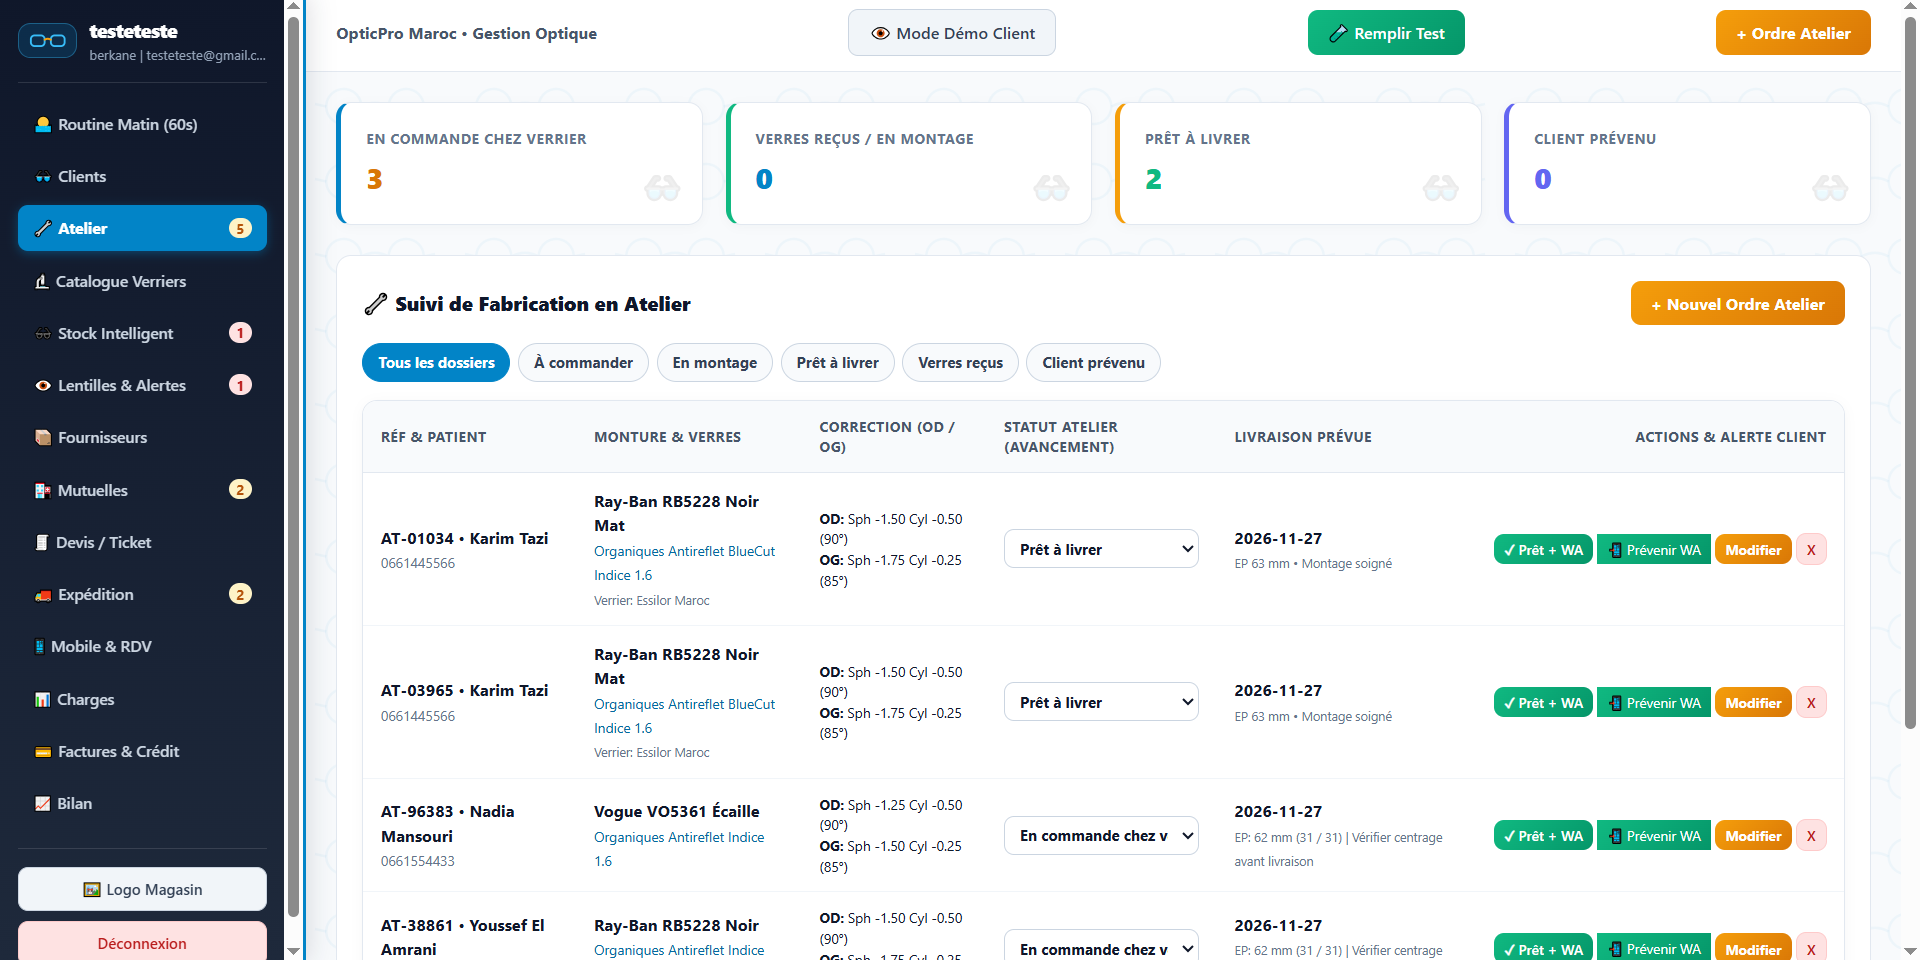 testeteste
berkane | testeteste@gmail.c...
Routine Matin (60s)
Clients
Atelier 5
Catalogue Verriers
Stock Intelligent 1
Lentilles & Alertes 1
Fournisseurs
Mutuelles 2
Devis / Ticket
Expédition 2
Mobile & RDV
Charges
Factures & Crédit
Bilan
Logo Magasin
Déconnexion
OpticPro Maroc • Gestion Optique
Mode Démo Client
Remplir Test
+ Ordre Atelier
EN COMMANDE CHEZ VERRIER
3
VERRES REÇUS / EN MONTAGE
0
PRÊT À LIVRER
2
CLIENT PRÉVENU
0
Suivi de Fabrication en Atelier
+ Nouvel Ordre Atelier
Tous les dossiers
À commander
En montage
Prêt à livrer
Verres reçus
Client prévenu
RÉF & PATIENT
MONTURE & VERRES
CORRECTION (OD /
OG)
STATUT ATELIER
(AVANCEMENT)
LIVRAISON PRÉVUE
ACTIONS & ALERTE CLIENT
AT-01034 • Karim Tazi
0661445566
Ray-Ban RB5228 Noir
Mat
Organiques Antireflet BlueCut
Indice 1.6
Verrier: Essilor Maroc
OD: Sph -1.50 Cyl -0.50
(90°)
OG: Sph -1.75 Cyl -0.25
(85°)
Prêt à livrer
2026-11-27
EP 63 mm • Montage soigné
✓ Prêt + WA
Prévenir WA
Modifier
X
AT-03965 • Karim Tazi
0661445566
Ray-Ban RB5228 Noir
Mat
Organiques Antireflet BlueCut
Indice 1.6
Verrier: Essilor Maroc
OD: Sph -1.50 Cyl -0.50
(90°)
OG: Sph -1.75 Cyl -0.25
(85°)
Prêt à livrer
2026-11-27
EP 63 mm • Montage soigné
✓ Prêt + WA
Prévenir WA
Modifier
X
AT-96383 • Nadia
Mansouri
0661554433
Vogue VO5361 Écaille
Organiques Antireflet Indice
1.6
OD: Sph -1.25 Cyl -0.50
(90°)
OG: Sph -1.50 Cyl -0.25
(85°)
En commande chez v
2026-11-27
EP: 62 mm (31 / 31) | Vérifier centrage
avant livraison
✓ Prêt + WA
Prévenir WA
Modifier
X
AT-38861 • Youssef El
Amrani
Ray-Ban RB5228 Noir
Organiques Antireflet Indice
OD: Sph -1.50 Cyl -0.50
(90°)
OG: Sph -1.75 Cyl -0.25
En commande chez v
2026-11-27
EP: 62 mm (31 / 31) | Vérifier centrage
✓ Prêt + WA
Prévenir WA
Modifier
X